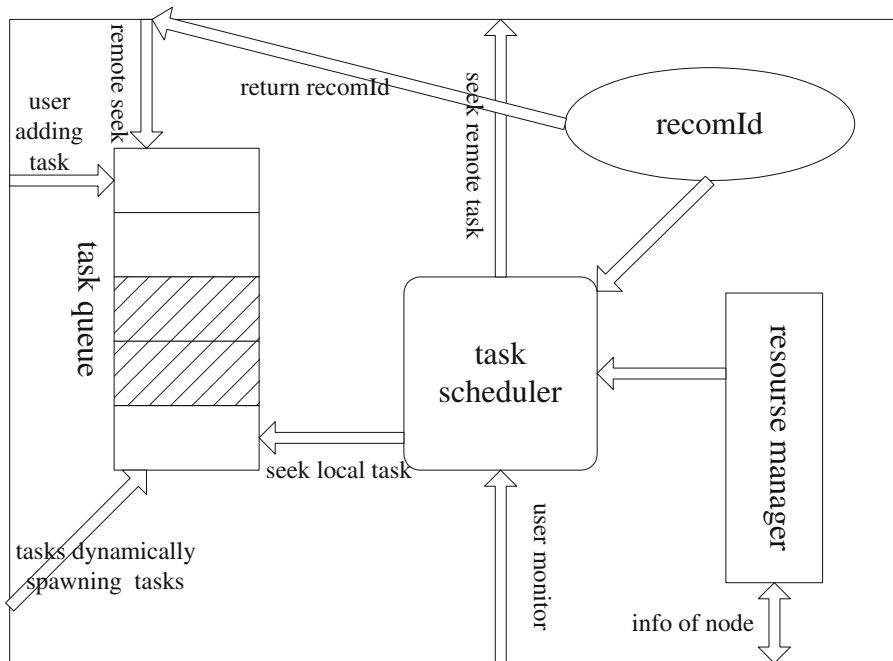 remote seek
return recomId
seek remote task
recomId
user
adding
task
task queue
task
scheduler
resourse manager
seek local task
user monitor
tasks dynamically
spawning tasks
info of node